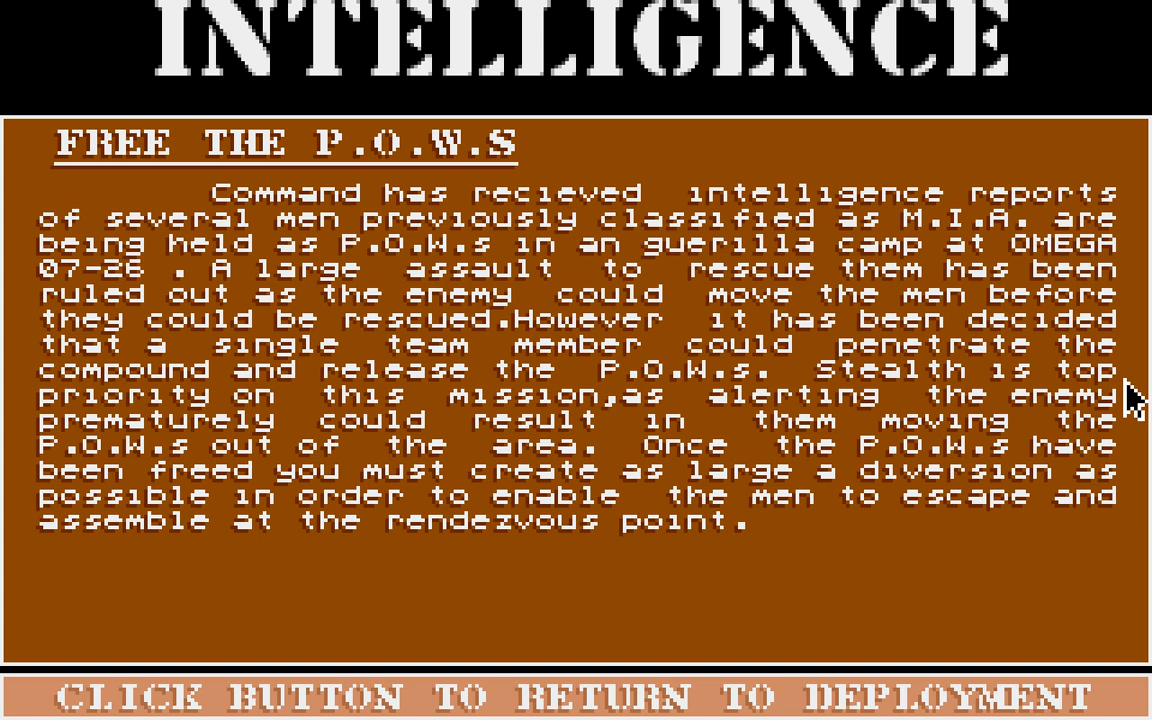 INTELLIGENCE
FREE THE P.O.W.S
Command has recieved intelligence reports
of several men previously classified as M.I.A. are
being held as P.O.W.s in an guerilla camp at OMEGA
07-26 . A large assault to rescue them has been
ruled out as the enemy could move the men before
they could be rescued.However it has been decided
that a single team member could penetrate the
compound and release the P.O.W.s. Stealth is top
priority on this mission,as alerting the enemy
prematurely could result in them moving the
P.O.W.s out of the area. Once the P.O.W.s have
been freed you must create as large a diversion as
possible in order to enable the men to escape and
assemble at the rendezvous point.
CLICK BUTTON TO RETURN TO DEPLOYMENT